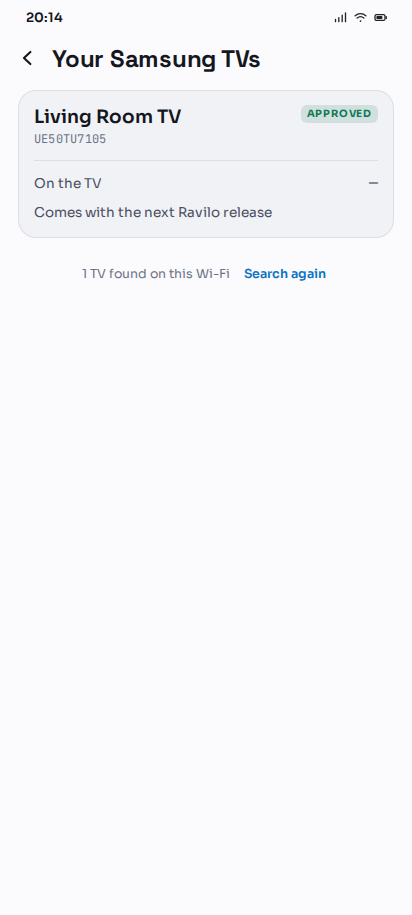 20:14
Your Samsung TVs
Living Room TV
APPROVED
UE50TU7105
On the TV –
Comes with the next Ravilo release
1 TV found on this Wi-Fi Search again